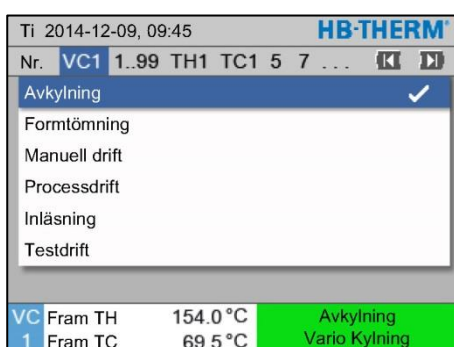 Ti 2014-12-09, 09:45 HB-THERM®
Nr. VC1 1..99 TH1 TC1 5 7 ...
Avkylning
Formtömning
Manuell drift
Processdrift
Inläsning
Testdrift
VC Fram TH 154.0 °C Avkylning
1 Fram TC 69.5 °C Vario Kylning